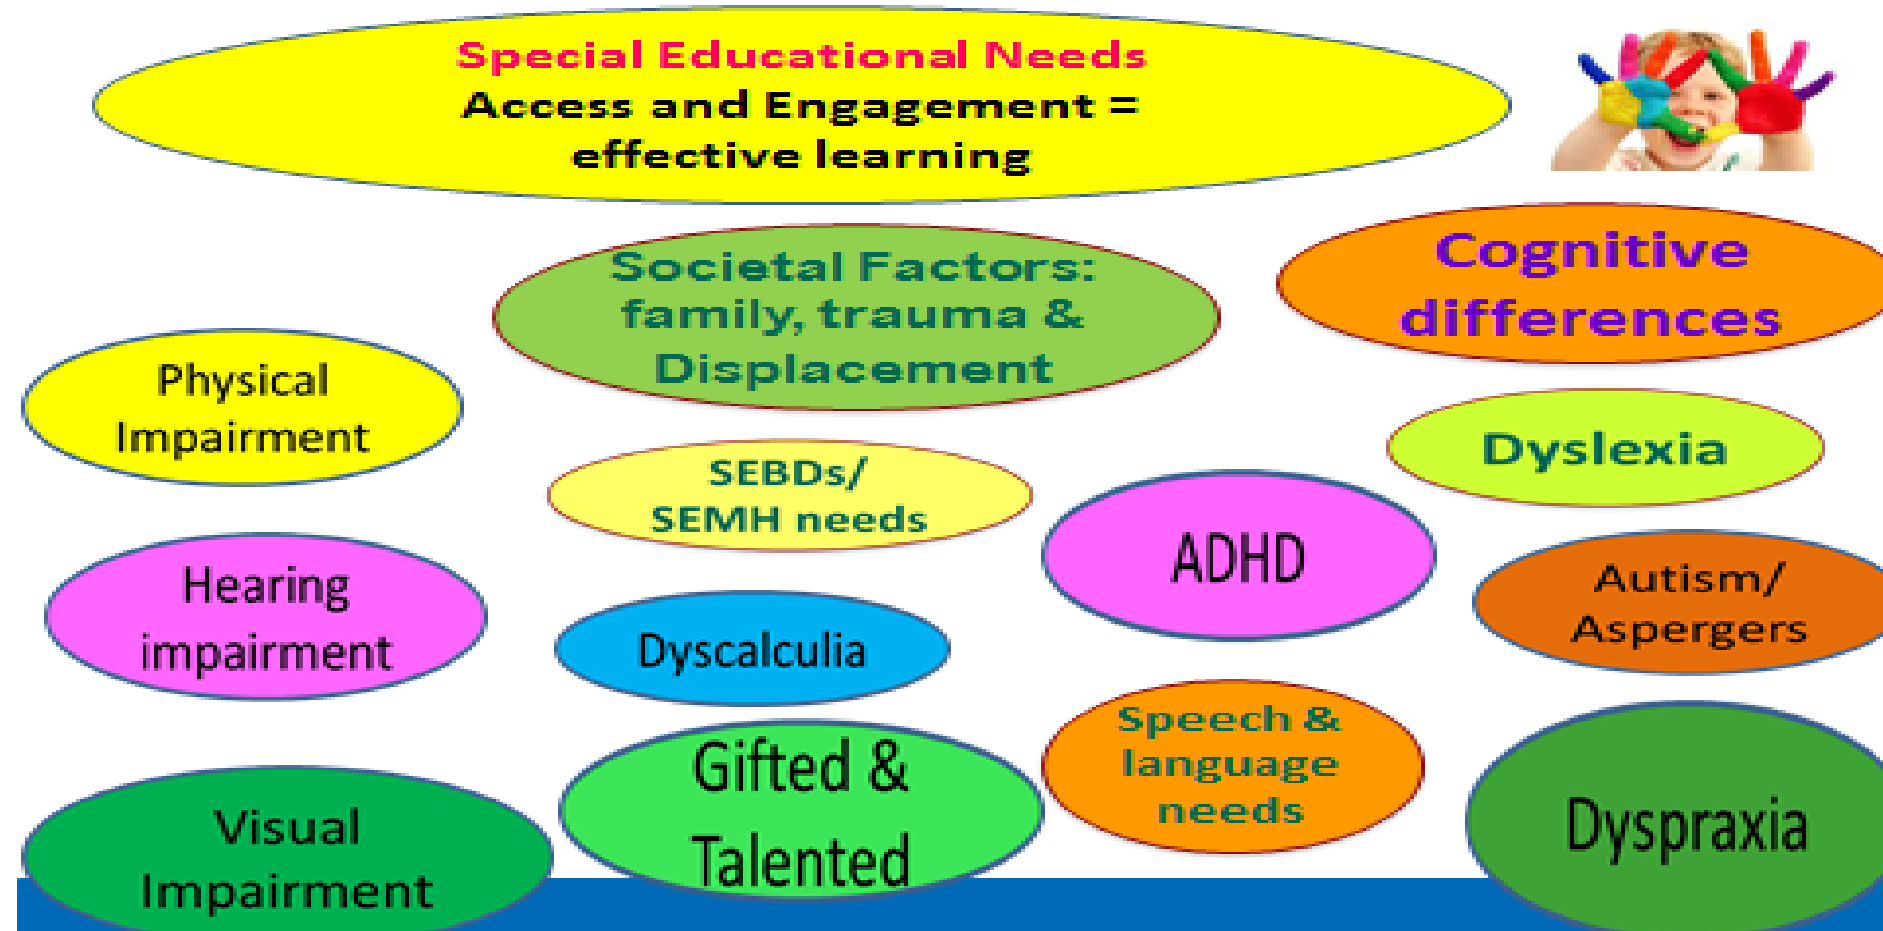 Special Educational Needs
Access and Engagement =
effective learning
Societal Factors:
family, trauma &
Displacement
Cognitive
differences
Physical
Impairment
SEBDs/
SEMH needs
Dyslexia
ADHD
Hearing
impairment
Dyscalculia
Autism/
Aspergers
Speech &
language
needs
Gifted &
Talented
Visual
Impairment
Dyspraxia